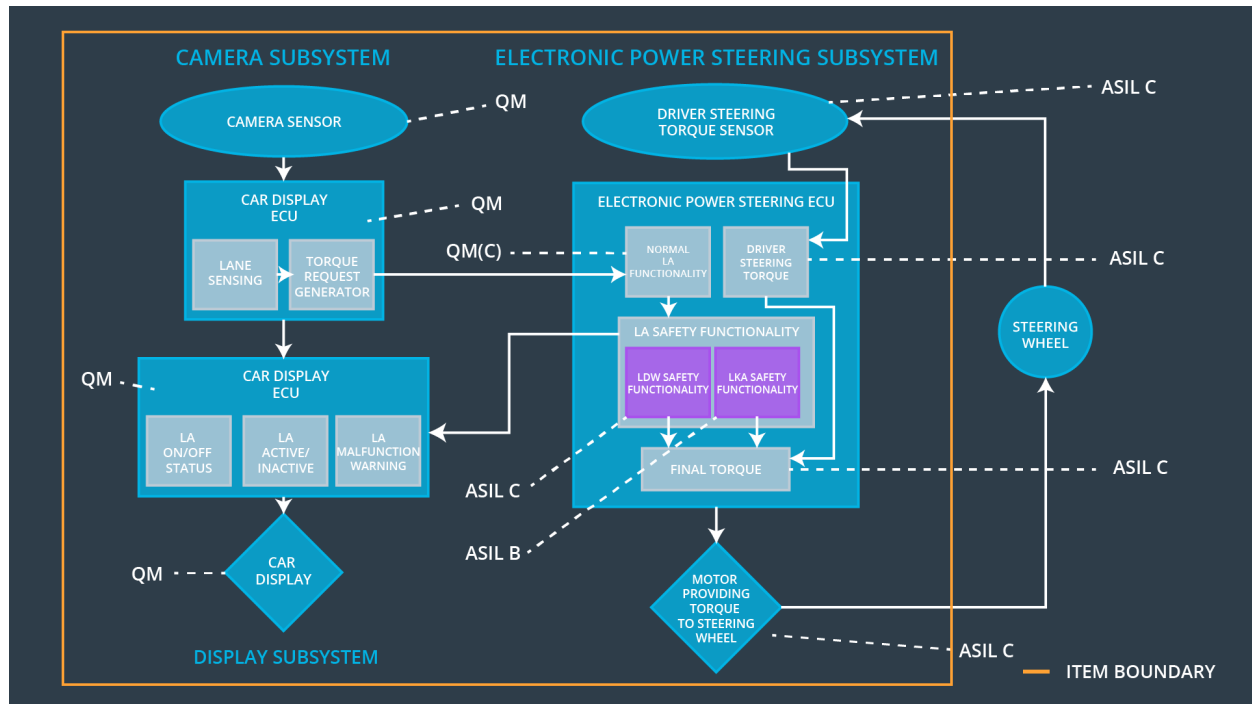 CAMERA SUBSYSTEM
ELECTRONIC POWER STEERING SUBSYSTEM
CAMERA SENSOR
QM
DRIVER STEERING
TORQUE SENSOR
ASIL C
CAR DISPLAY
ECU
QM
LANE
SENSING
TORQUE
REQUEST
GENERATOR
ELECTRONIC POWER STEERING ECU
QM(C)
NORMAL
LA
FUNCTIONALITY
DRIVER
STEERING
TORQUE
ASIL C
STEERING
WHEEL
LA SAFETY FUNCTIONALITY
LDW SAFETY
FUNCTIONALITY
LKA SAFETY
FUNCTIONALITY
QM
CAR DISPLAY
ECU
LA
ON/OFF
STATUS
LA
ACTIVE/
INACTIVE
LA
MALFUNCTION
WARNING
FINAL TORQUE
ASIL C
ASIL C
ASIL B
QM
CAR
DISPLAY
MOTOR
PROVIDING
TORQUE
TO STEERING
WHEEL
ASIL C
DISPLAY SUBSYSTEM
ITEM BOUNDARY